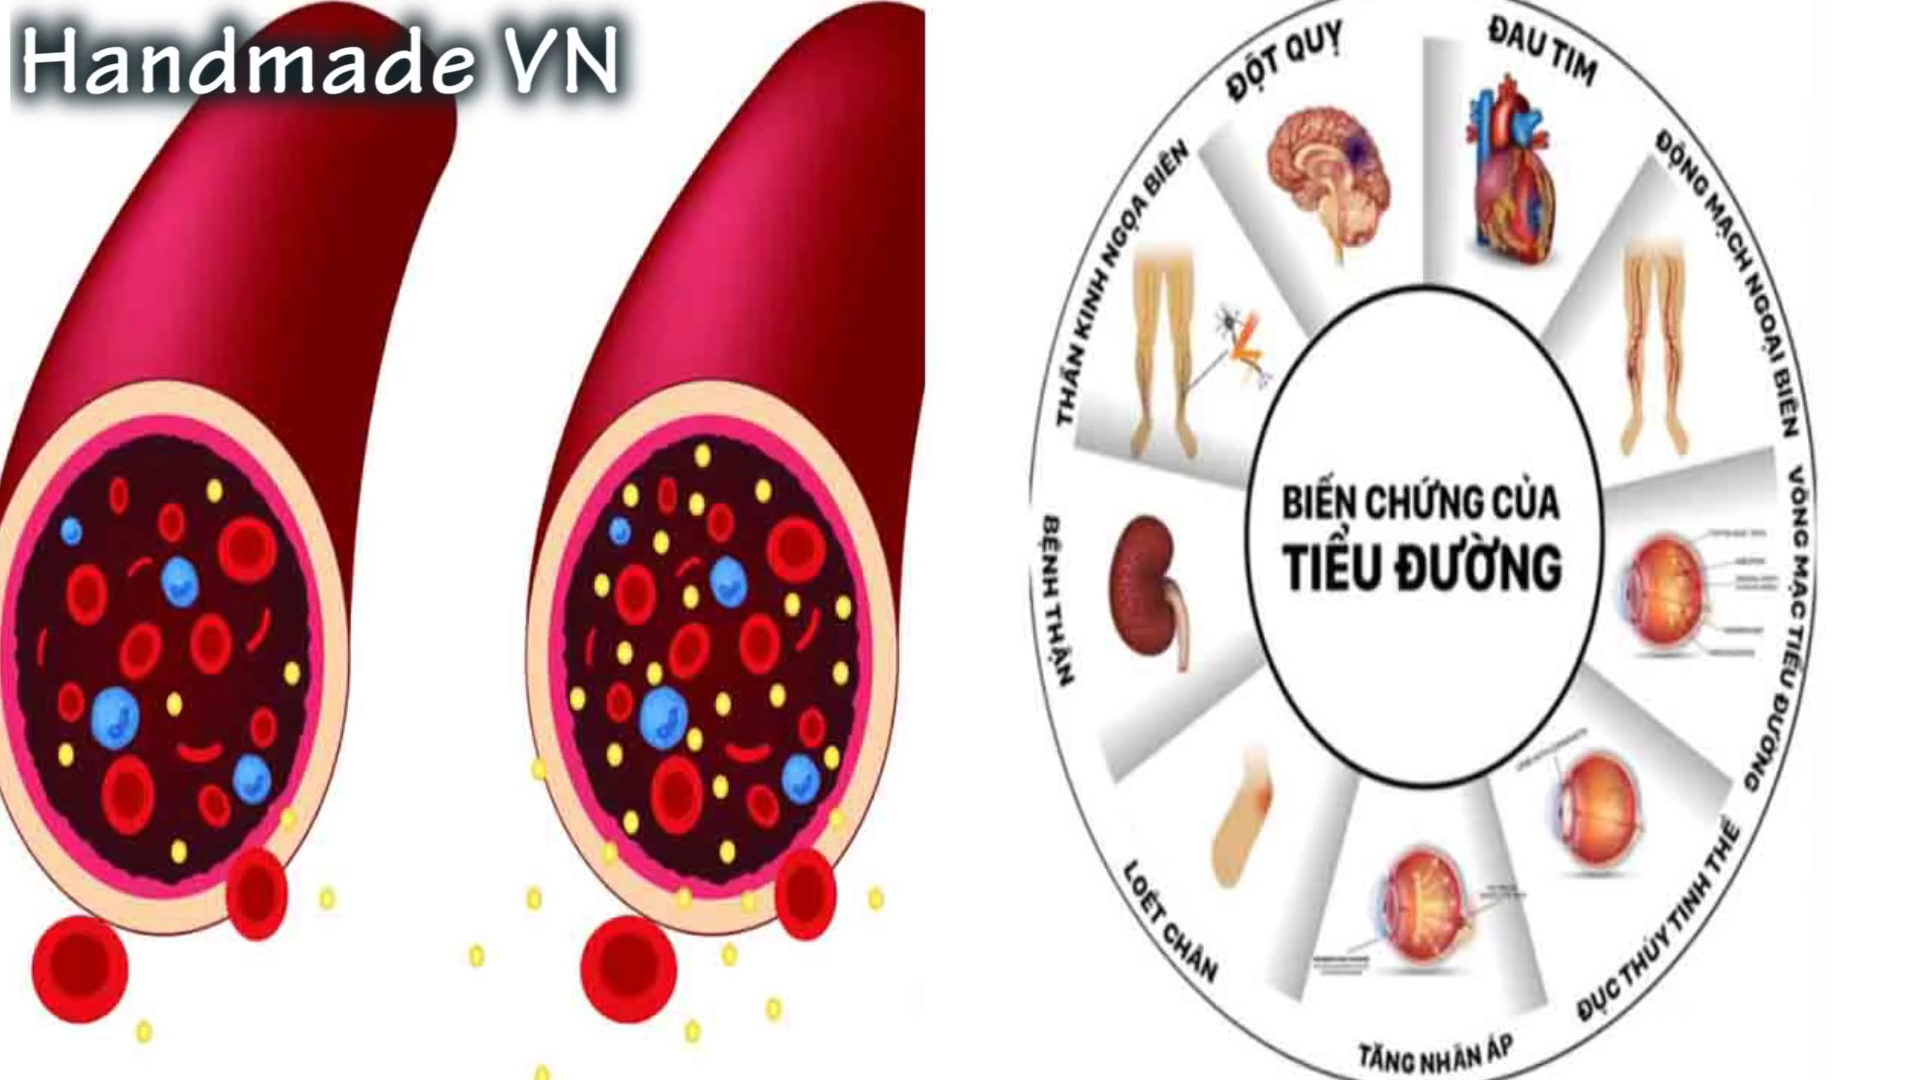 Handmade VN
BIẾN CHỨNG CỦA
TIỂU ĐƯỜNG
ĐỘT QUỴ
ĐAU TIM
ĐỘNG MẠCH NGOẠI BIÊN
VÕNG MẠC TIỂU ĐƯỜNG
ĐỤC THỦY TINH THỂ
TĂNG NHÃN ÁP
LOÉT CHÂN
BỆNH THẬN
THẦN KINH NGOẠ BIÊN